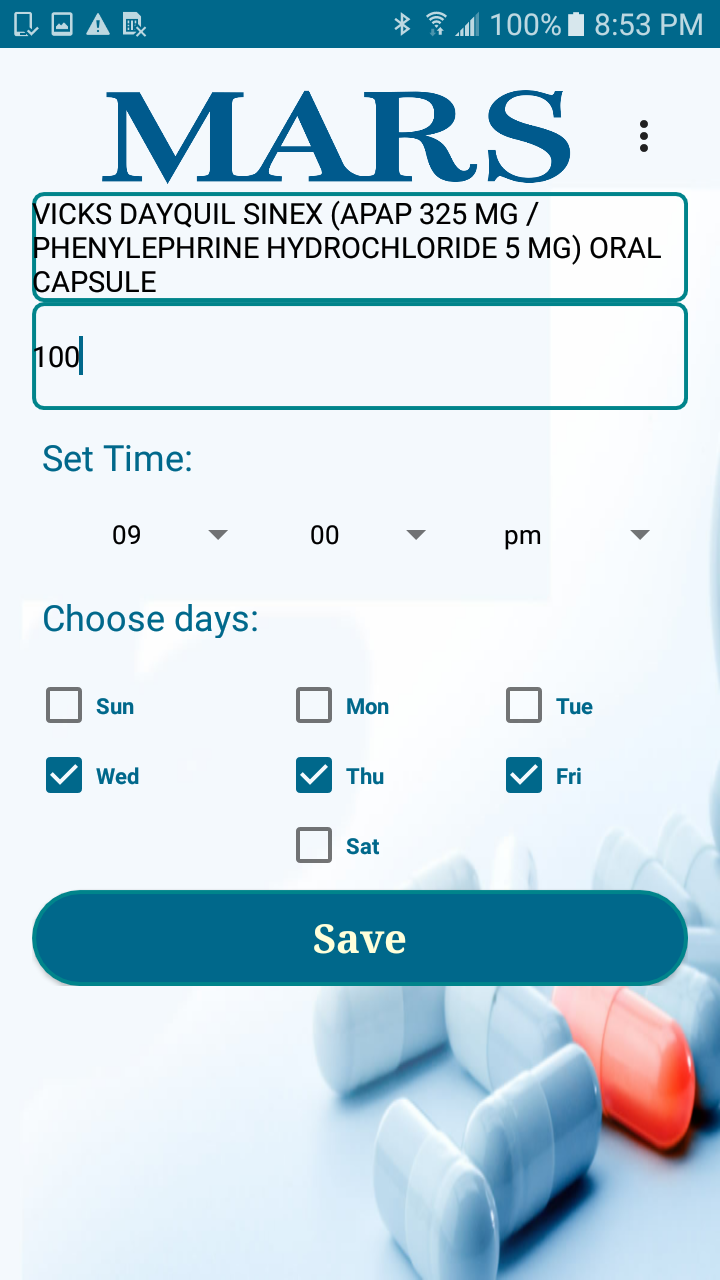 100% 8:53 PM
MARS
VICKS DAYQUIL SINEX (APAP 325 MG /
PHENYLEPHRINE HYDROCHLORIDE 5 MG) ORAL
CAPSULE
100
Set Time:
09 00 pm
Choose days:
Sun Mon Tue
Wed Thu Fri
Sat
Save